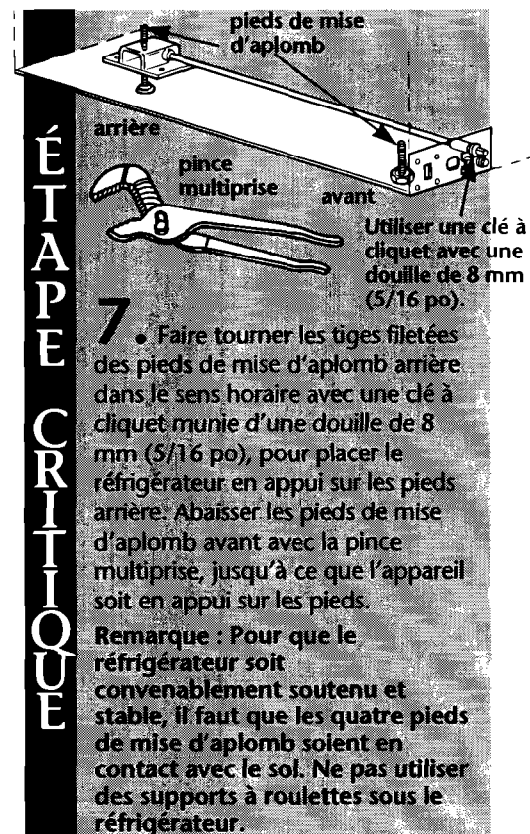 pieds de mise
d'aplomb
arrière
pince
multiprise
avant
Utiliser une clé à
cliquet avec une
douille de 8 mm
(5/16 po).
ÉTAPE CRITIQUE
7. Faire tourner les tiges filetées
des pieds de mise d'aplomb arrière
dans le sens horaire avec une clé à
cliquet munie d'une douille de 8
mm (5/16 po), pour placer le
réfrigérateur en appui sur les pieds
arrière. Abaisser les pieds de mise
d'aplomb avant avec la pince
multiprise, jusqu'à ce que l'appareil
soit en appui sur les pieds.
Remarque : Pour que le
réfrigérateur soit
convenablement soutenu et
stable, il faut que les quatre pieds
de mise d'aplomb soient en
contact avec le sol. Ne pas utiliser
des supports à roulettes sous le
réfrigérateur.